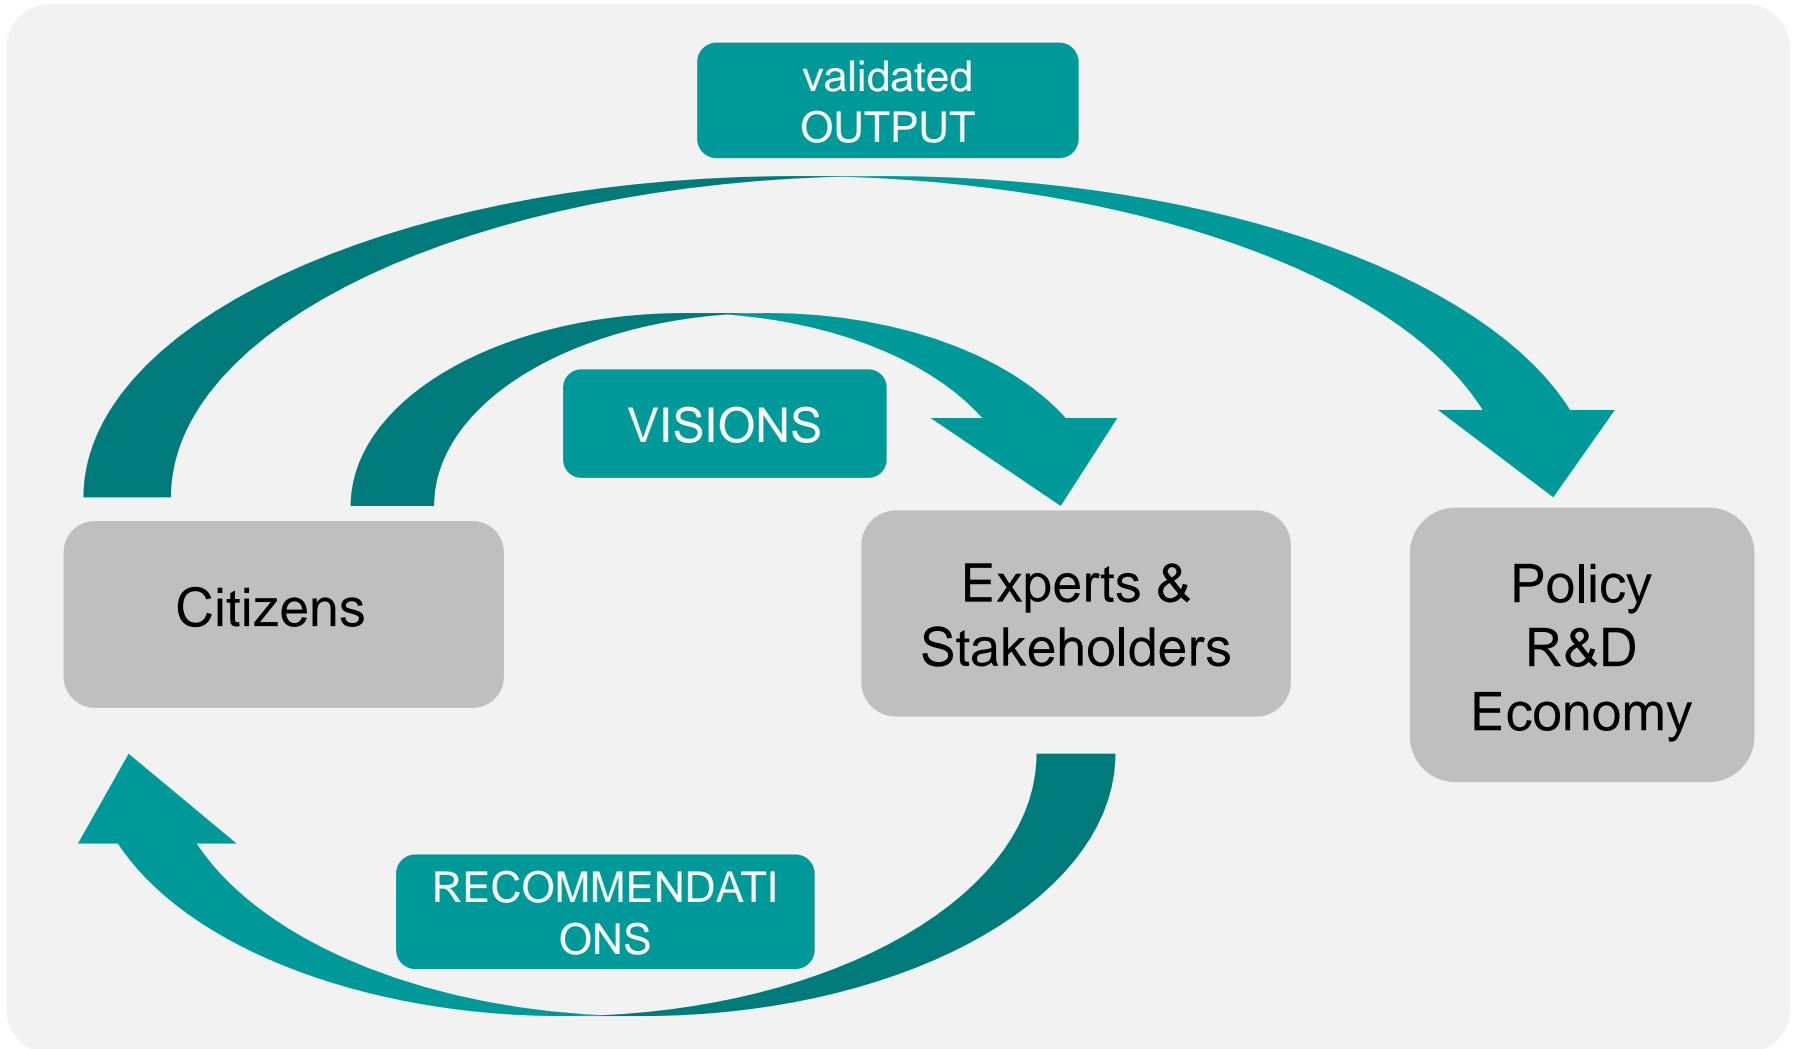 validated
OUTPUT
VISIONS
Citizens
Experts &
Stakeholders
Policy
R&D
Economy
RECOMMENDATI
ONS